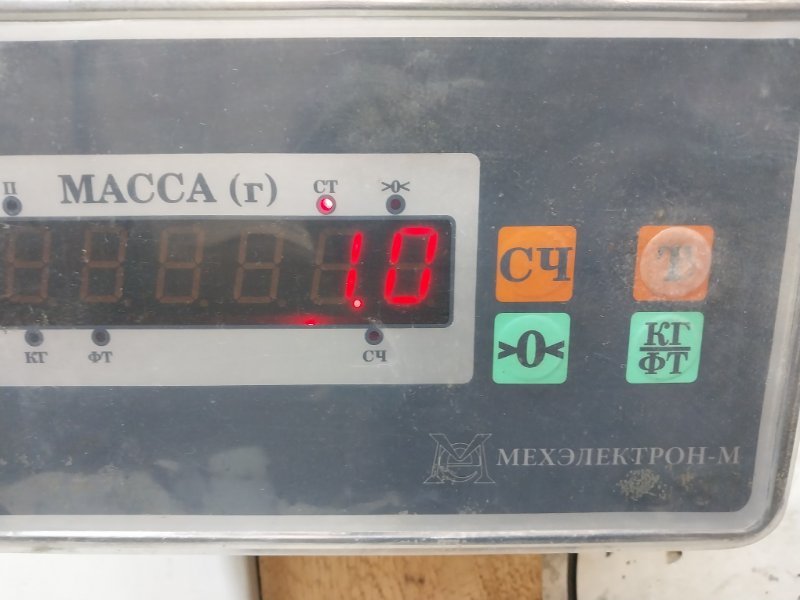 П МАССА (г) СТ >0<
1.0
КГ ФТ СЧ
СЧ Т
>0< КГ/ФТ
МЕХЭЛЕКТРОН-М